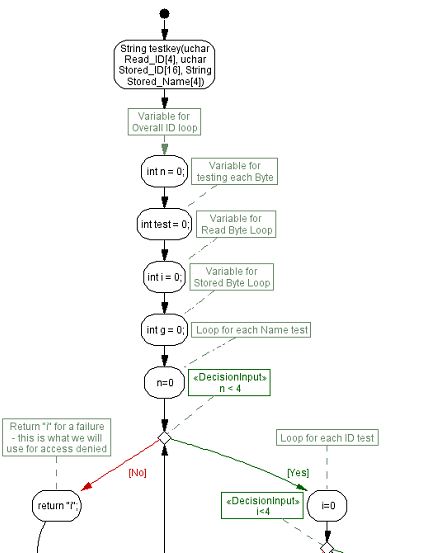 String testkey(uchar
Read_ID[4], uchar
Stored_ID[16], String
Stored_Name[4])
Variable for
Overall ID loop
int n = 0;
Variable for
testing each Byte
int test = 0;
Variable for
Read Byte Loop
int i = 0;
Variable for
Stored Byte Loop
int g = 0;
Loop for each Name test
n=0
«DecisionInput»
n < 4
Return "i" for a failure
- this is what we will
use for access denied
Loop for each ID test
[No]
[Yes]
return "i";
«DecisionInput»
i<4
i=0